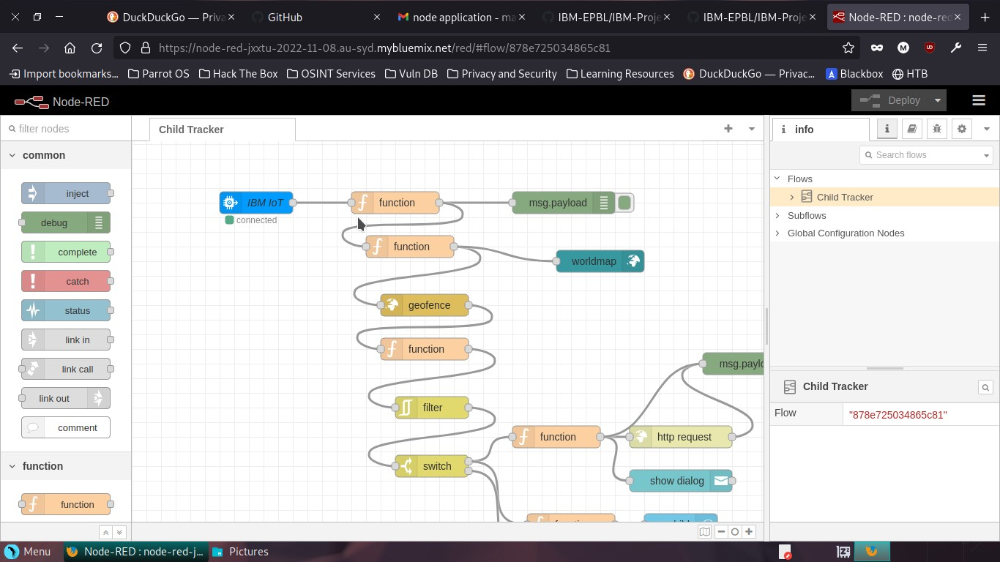 DuckDuckGo — Priva
GitHub
node application - ma
IBM-EPBL/IBM-Proje
IBM-EPBL/IBM-Proje
Node-RED : node-red
https://node-red-jxxtu-2022-11-08.au-syd.mybluemix.net/red/#flow/878e725034865c81
Import bookmarks...
Parrot OS
Hack The Box
OSINT Services
Vuln DB
Privacy and Security
Learning Resources
DuckDuckGo — Privac...
Blackbox
HTB
Node-RED
Deploy
filter nodes
Child Tracker
info
common
Search flows
inject
debug
complete
catch
status
link in
link call
link out
comment
function
function
IBM IoT
connected
function
msg.payload
function
worldmap
geofence
function
filter
switch
function
msg.paylo
http request
show dialog
Flows
Child Tracker
Subflows
Global Configuration Nodes
Child Tracker
Flow
"878e725034865c81"
Menu
Node-RED : node-red-j...
Pictures